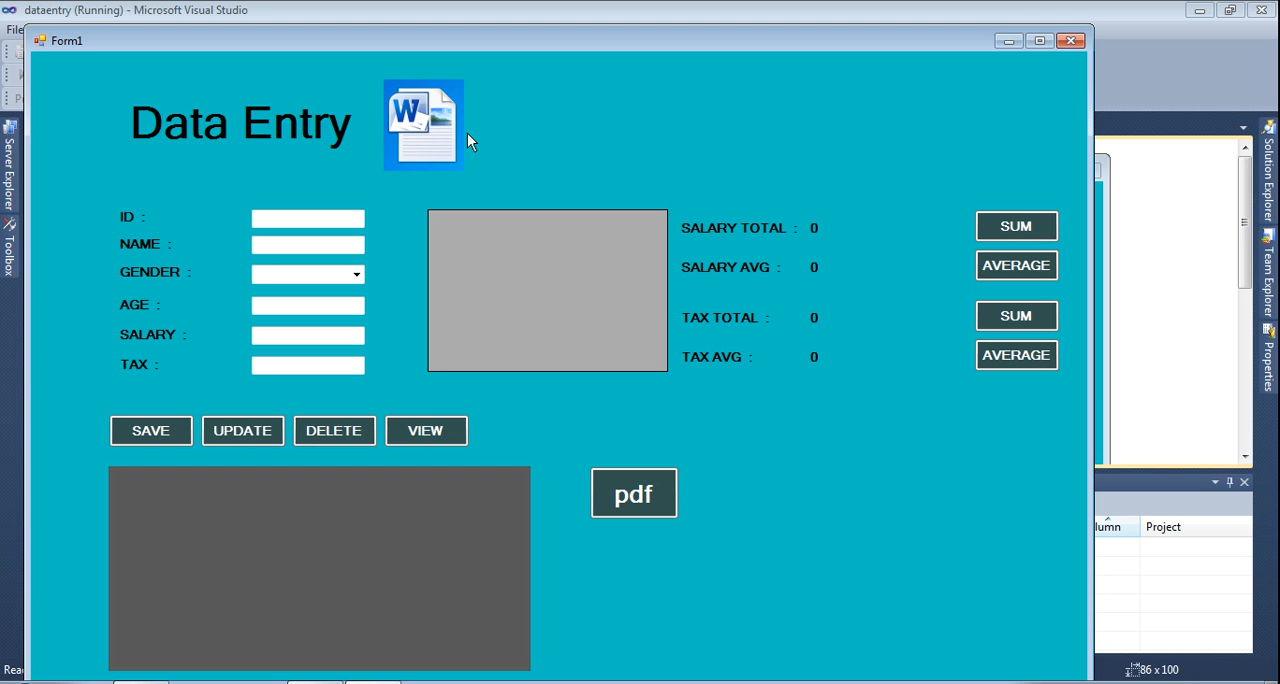 dataentry (Running) - Microsoft Visual Studio
File
Form1
Data Entry
W
Server Explorer
Toolbox
ID :
NAME :
GENDER :
AGE :
SALARY :
TAX :
SALARY TOTAL : 0
SALARY AVG : 0
TAX TOTAL : 0
TAX AVG : 0
SUM
AVERAGE
SUM
AVERAGE
SAVE
UPDATE
DELETE
VIEW
pdf
Solution Explorer
Team Explorer
Properties
Project
86 x 100